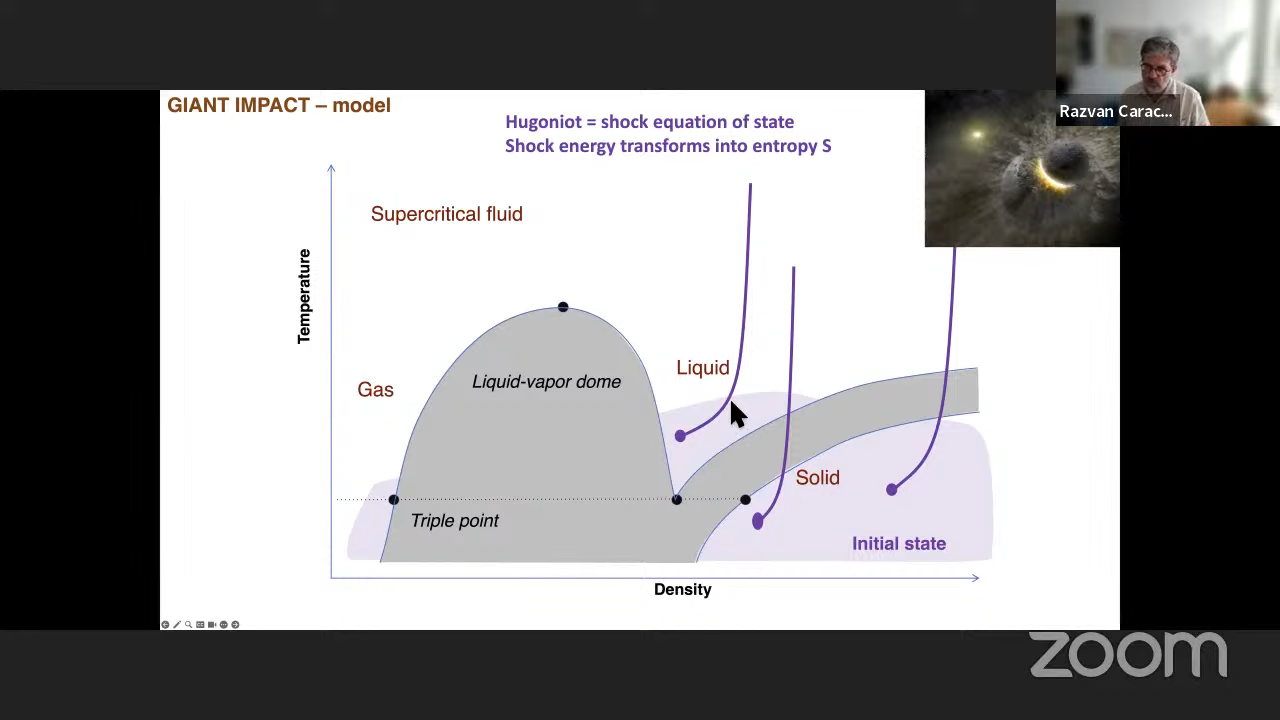 Razvan Carac...
GIANT IMPACT – model
Hugoniot = shock equation of state
Shock energy transforms into entropy S
Supercritical fluid
Temperature
Liquid
Liquid-vapor dome
Gas
Solid
Triple point
Initial state
Density
zoom